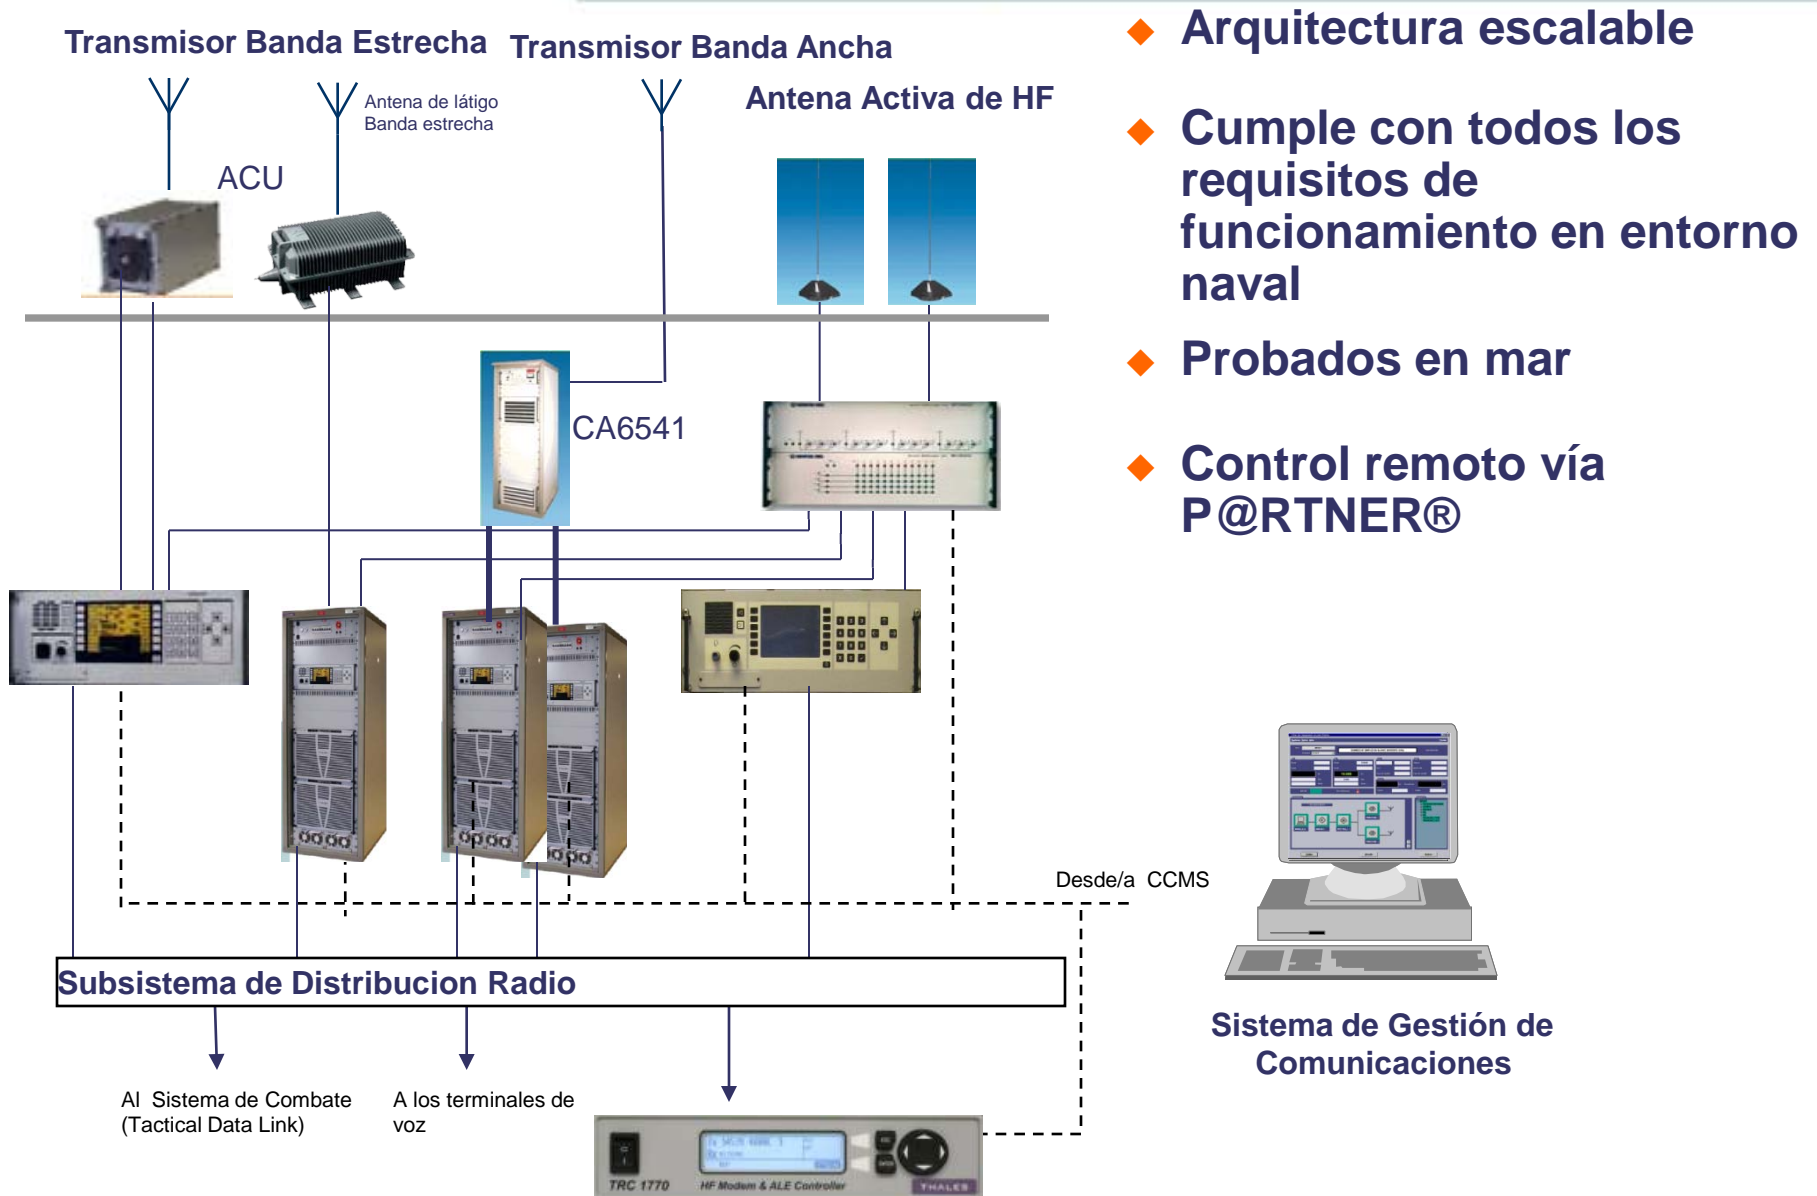 Transmisor Banda Estrecha
Transmisor Banda Ancha
Antena de látigo
Banda estrecha
Antena Activa de HF
ACU
CA6541
Arquitectura escalable
Cumple con todos los
requisitos de
funcionamiento en entorno
naval
Probados en mar
Control remoto vía
P@RTNER®
Desde/a CCMS
Subsistema de Distribucion Radio
Sistema de Gestión de
Comunicaciones
Al Sistema de Combate
(Tactical Data Link)
A los terminales de
voz
TRC 1770
HF Modem & ALE Controller
THALES